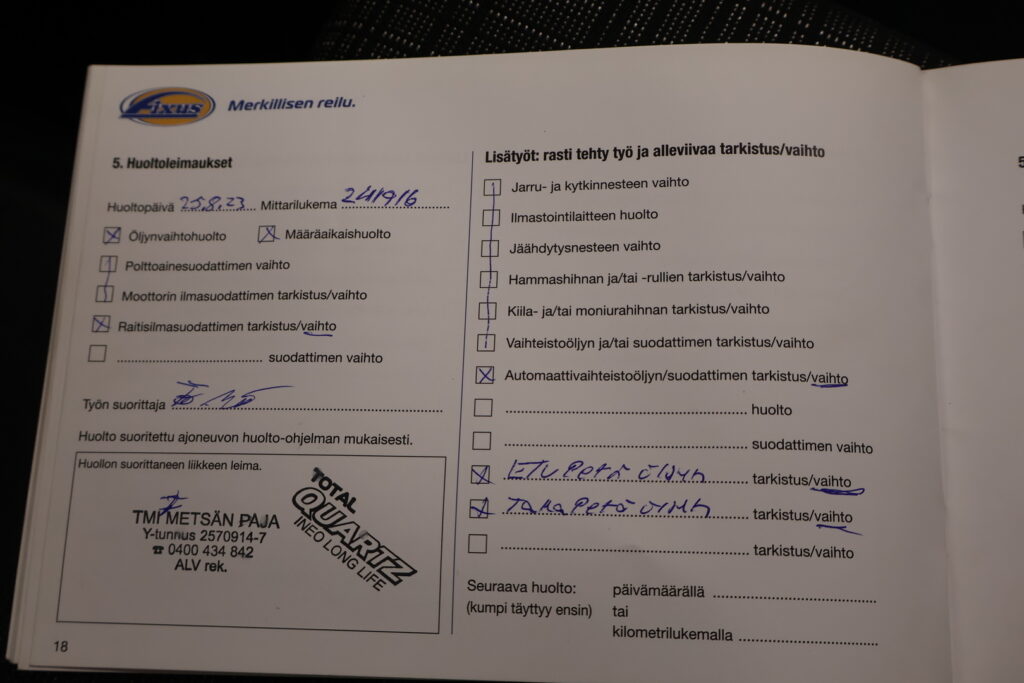 Fixus Merkillisen reilu.
5. Huoltoleimaukset
Huoltopäivä 25.8.23 Mittarilukema 241916
Öljynvaihtohuolto Määräaikaishuolto
Polttoainesuodattimen vaihto
Moottorin ilmasuodattimen tarkistus/vaihto
Raitisilmasuodattimen tarkistus/vaihto
suodattimen vaihto
Työn suorittaja
Huolto suoritettu ajoneuvon huolto-ohjelman mukaisesti.
Huollon suorittaneen liikkeen leima.
TMI METSÄN PAJA
Y-tunnus 2570914-7
☎ 0400 434 842
ALV rek.
TOTAL
QUARTZ
INEO LONG LIFE
18
Lisätyöt: rasti tehty työ ja alleviivaa tarkistus/vaihto
Jarru- ja kytkinnesteen vaihto
Ilmastointilaitteen huolto
Jäähdytysnesteen vaihto
Hammashihnan ja/tai -rullien tarkistus/vaihto
Kiila- ja/tai moniurahihnan tarkistus/vaihto
Vaihteistoöljyn ja/tai suodattimen tarkistus/vaihto
Automaattivaihteistoöljyn/suodattimen tarkistus/vaihto
huolto
suodattimen vaihto
ETU Perä öljyn tarkistus/vaihto
TAKA Perä öljyn tarkistus/vaihto
tarkistus/vaihto
Seuraava huolto: päivämäärällä
(kumpi täyttyy ensin) tai
kilometrilukemalla